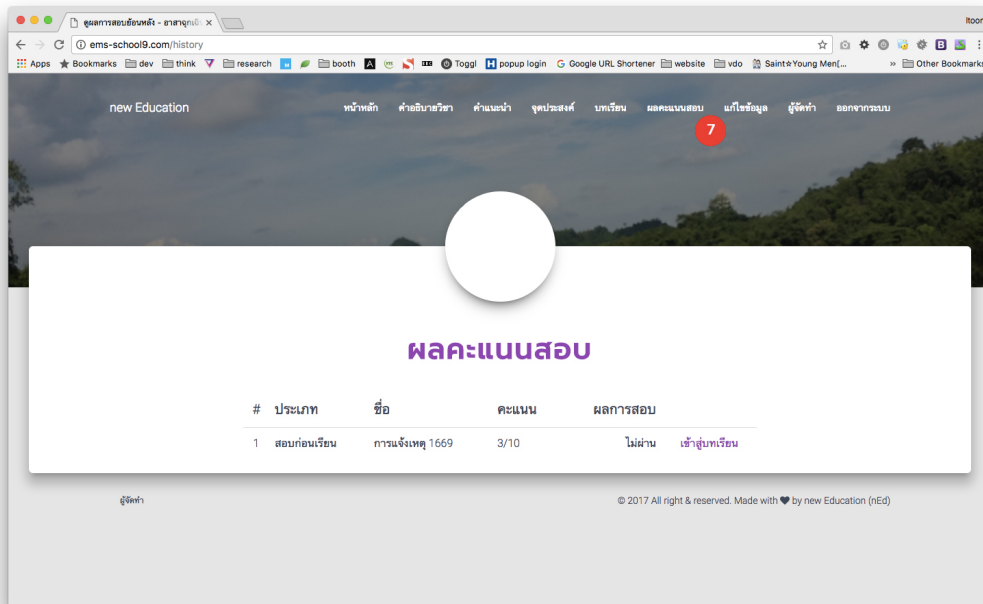 ดูผลการสอบย้อนหลัง - อาสาฉุกเฉิ
Itoon
ems-school9.com/history
Apps Bookmarks dev think research booth Toggl popup login Google URL Shortener website vdo Saint☆Young Men[... » Other Bookmarks
new Education หน้าหลัก คำอธิบายวิชา คำแนะนำ จุดประสงค์ บทเรียน ผลคะแนนสอบ แก้ไขข้อมูล ผู้จัดทำ ออกจากระบบ
7
ผลคะแนนสอบ
# ประเภท ชื่อ คะแนน ผลการสอบ
1 สอบก่อนเรียน การแจ้งเหตุ 1669 3/10 ไม่ผ่าน เข้าสู่บทเรียน
ผู้จัดทำ © 2017 All right & reserved. Made with ♥ by new Education (nEd)